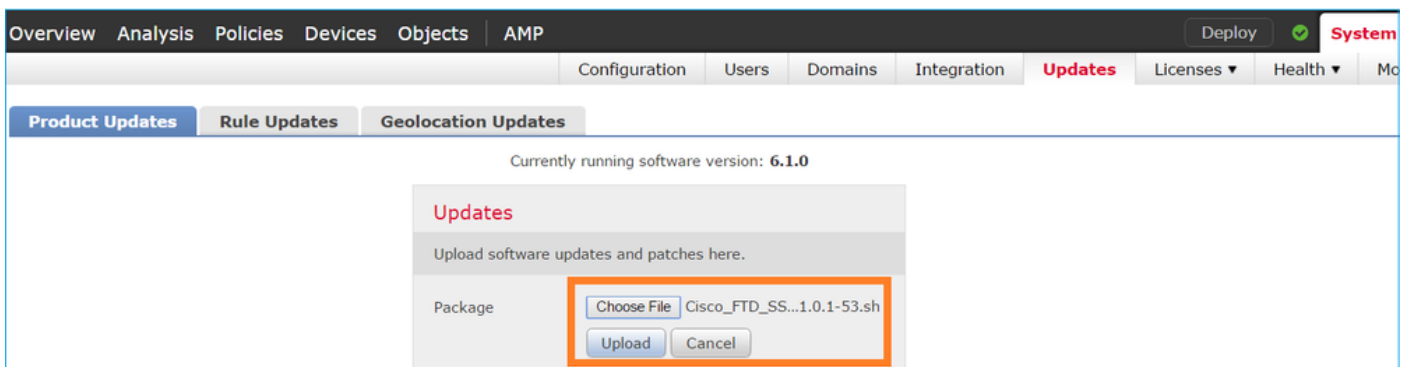 Overview Analysis Policies Devices Objects AMP Deploy System
Configuration Users Domains Integration Updates Licenses ▼ Health ▼ Mo
Product Updates Rule Updates Geolocation Updates
Currently running software version: 6.1.0
Updates
Upload software updates and patches here.
Package Choose File Cisco_FTD_SS...1.0.1-53.sh
Upload Cancel